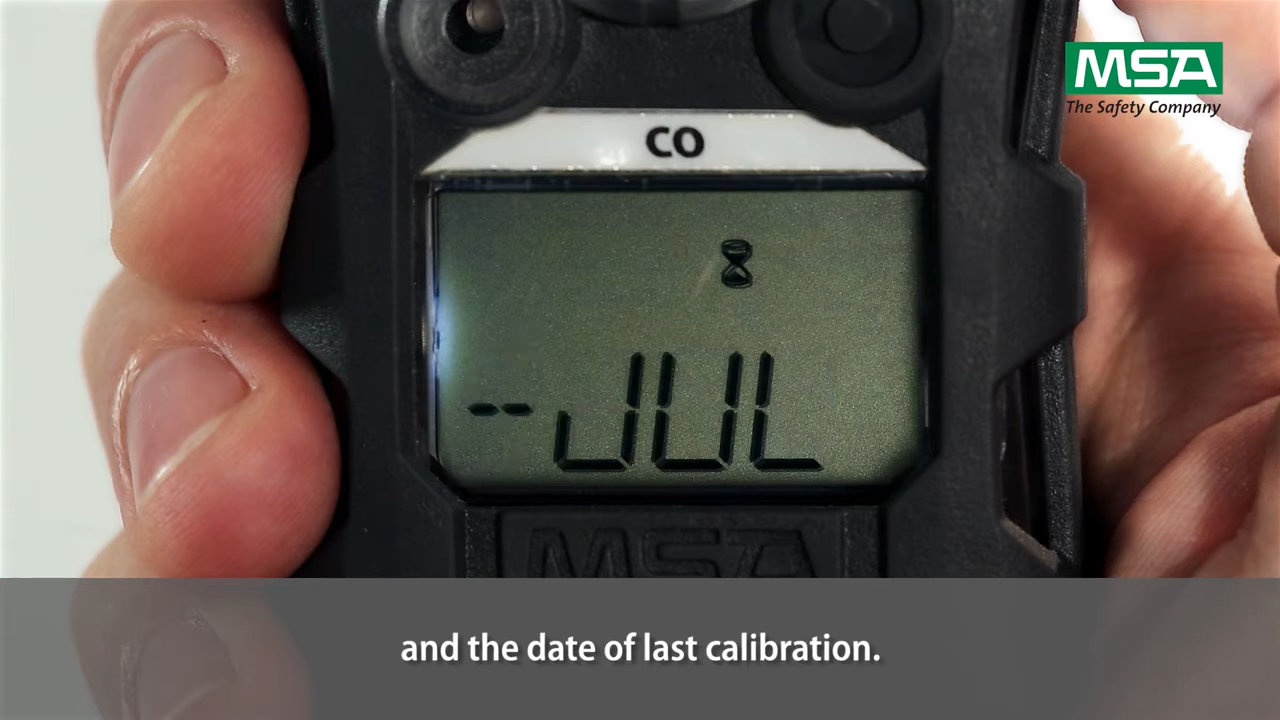 MSA
The Safety Company
CO
--JUL
MSA
and the date of last calibration.